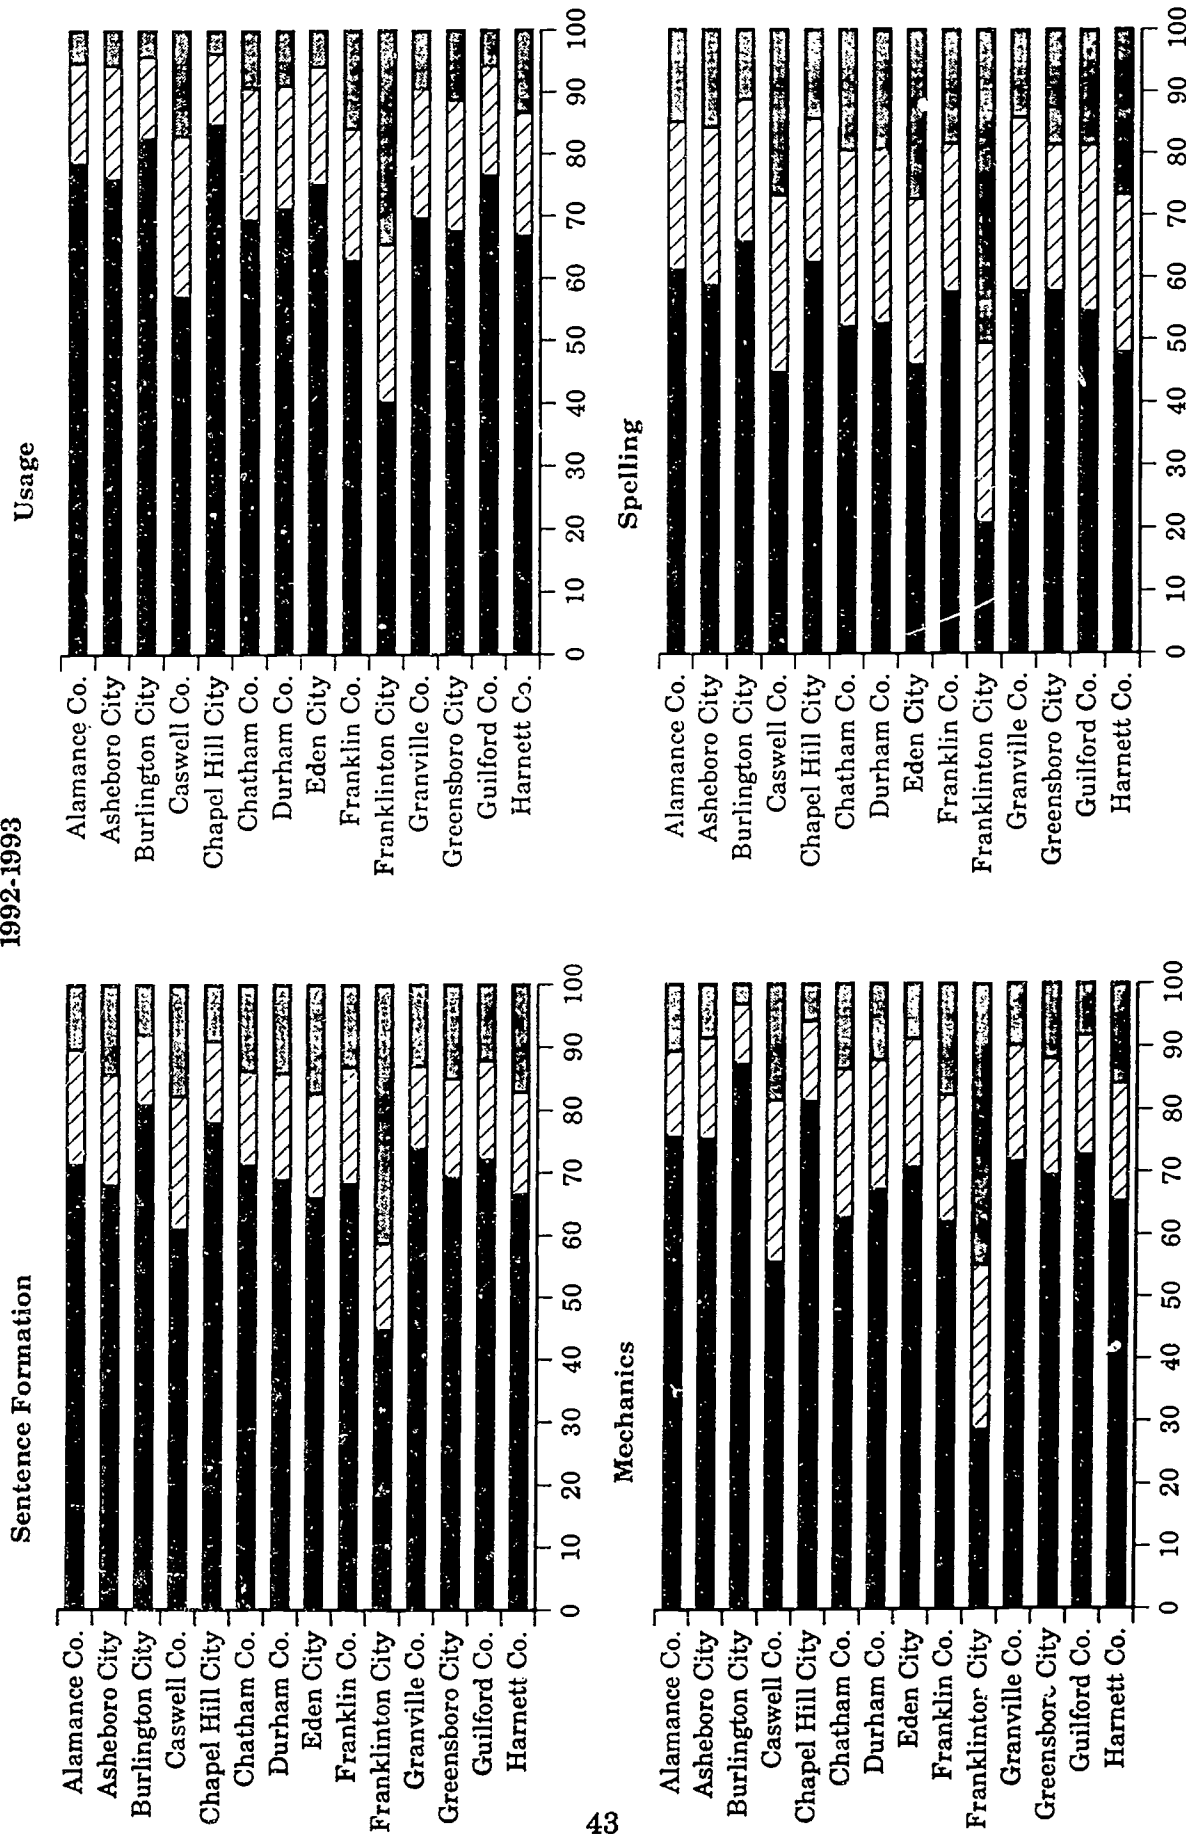 1992-1993
Sentence Formation
Alamance Co.
Asheboro City
Burlington City
Caswell Co.
Chapel Hill City
Chatham Co.
Durham Co.
Eden City
Franklin Co.
Franklinton City
Granville Co.
Greensboro City
Guilford Co.
Harnett Co.
0 10 20 30 40 50 60 70 80 90 100
Usage
Alamance Co.
Asheboro City
Burlington City
Caswell Co.
Chapel Hill City
Chatham Co.
Durham Co.
Eden City
Franklin Co.
Franklinton City
Granville Co.
Greensboro City
Guilford Co.
Harnett Co.
0 10 20 30 40 50 60 70 80 90 100
Mechanics
Alamance Co.
Asheboro City
Burlington City
Caswell Co.
Chapel Hill City
Chatham Co.
Durham Co.
Eden City
Franklin Co.
Franklinton City
Granville Co.
Greensboro City
Guilford Co.
Harnett Co.
0 10 20 30 40 50 60 70 80 90 100
Spelling
Alamance Co.
Asheboro City
Burlington City
Caswell Co.
Chapel Hill City
Chatham Co.
Durham Co.
Eden City
Franklin Co.
Franklinton City
Granville Co.
Greensboro City
Guilford Co.
Harnett Co.
0 10 20 30 40 50 60 70 80 90 100
43